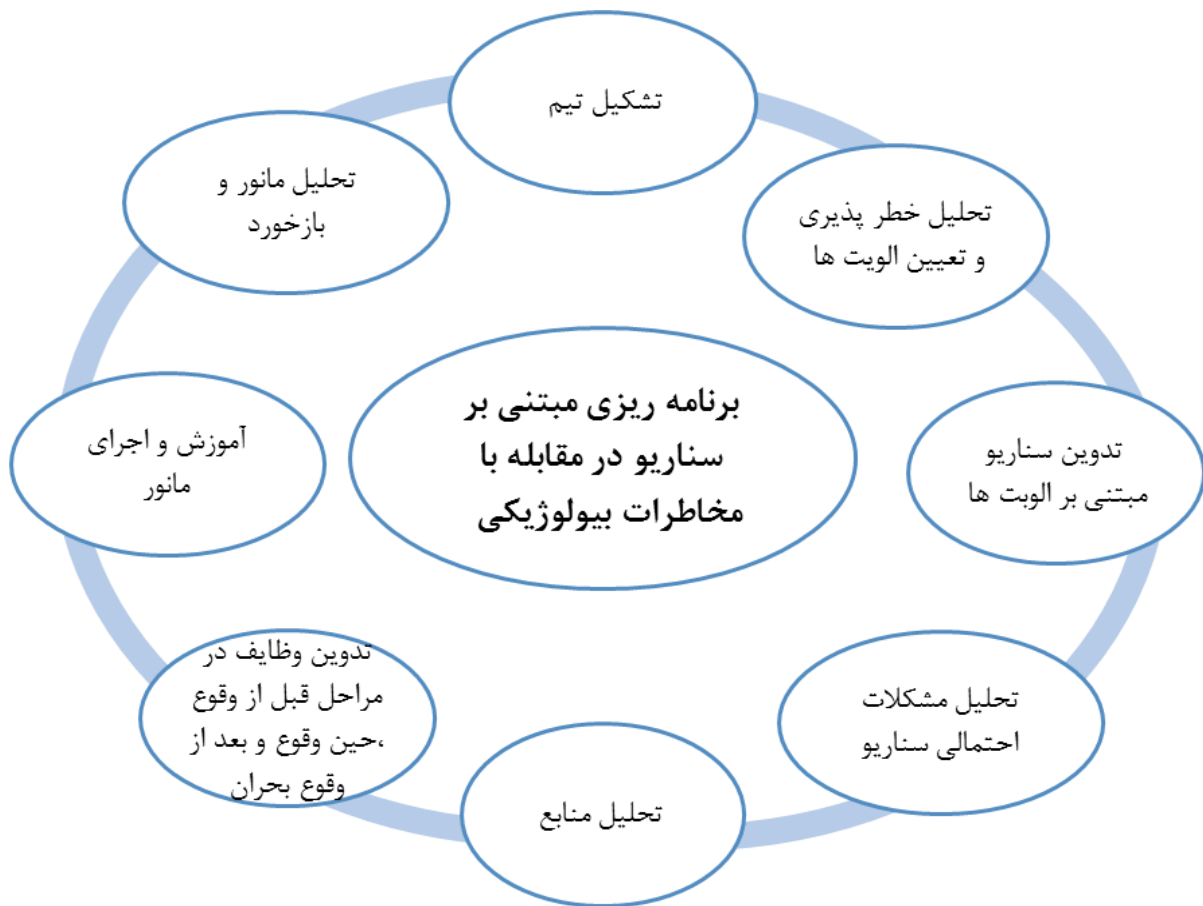 تشکیل تیم
تحلیل خطر پذیری
و تعیین الویت ها
تدوین سناریو
مبتنی بر الویت ها
تحلیل مشکلات
احتمالی سناریو
تحلیل منابع
تدوین وظایف در
مراحل قبل از وقوع
،حین وقوع و بعد از
وقوع بحران
آموزش و اجرای
مانور
تحلیل مانور و
بازخورد
برنامه ریزی مبتنی بر
سناریو در مقابله با
مخاطرات بیولوژیکی